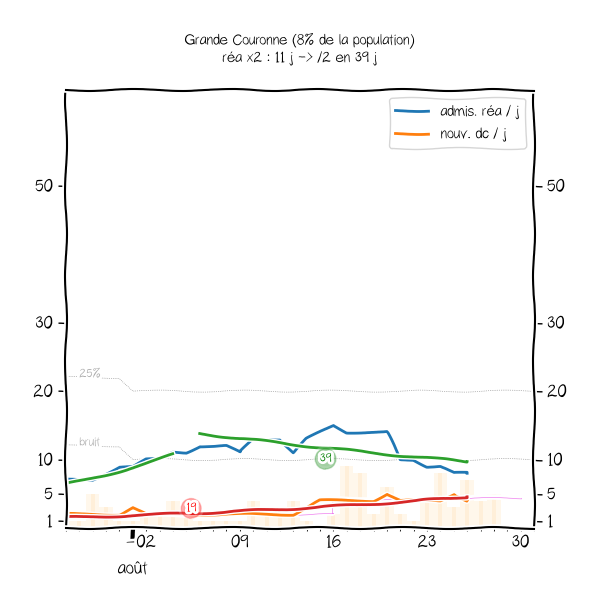 Grande Couronne (8% de la population)
réa x2 : 11 j -> /2 en 39 j
admis. réa / j
nouv. dc / j
50 50
30 30
25%
20 20
bruit
10 10
39
5 5
19
1 1
02 09 16 23 30
août